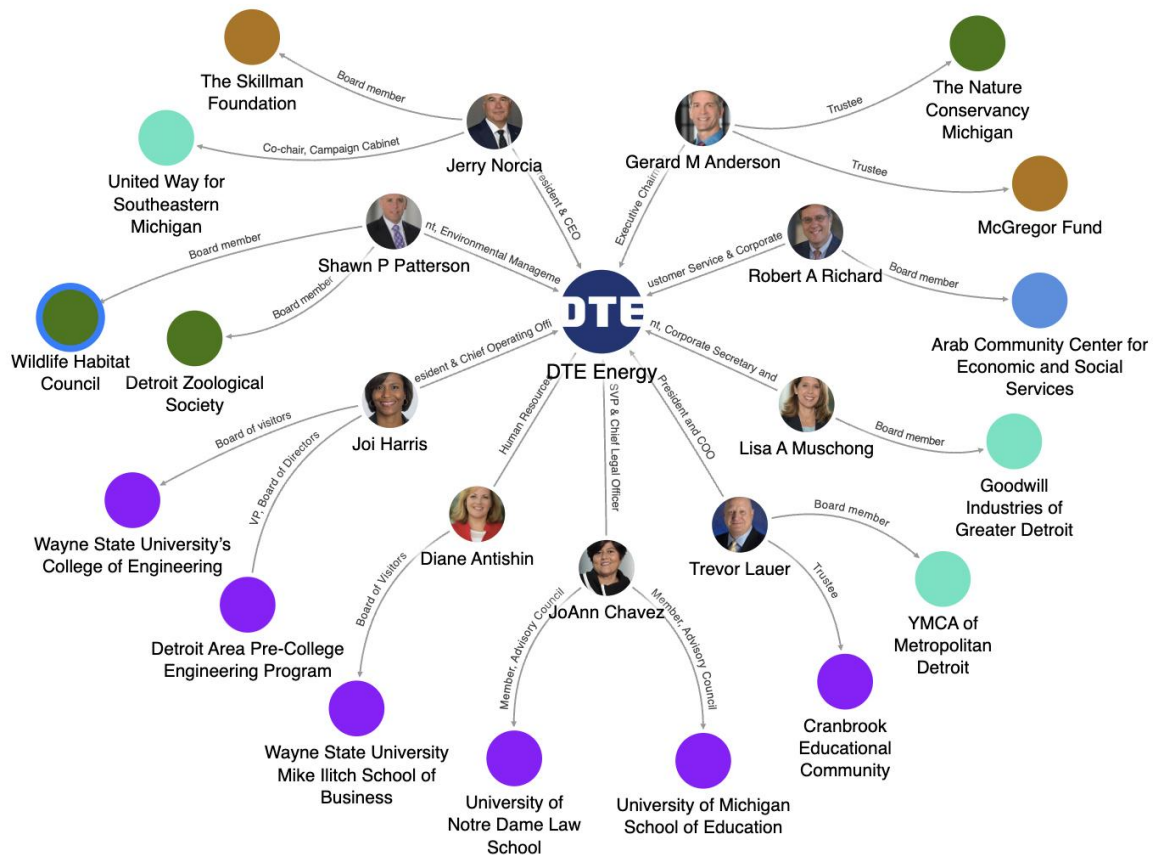 The Skillman
Foundation
Board member
United Way for
Southeastern
Michigan
Co-chair, Campaign Cabinet
Jerry Norcia
esident & CEO
Gerard M Anderson
Executive Chair
Trustee
The Nature
Conservancy
Michigan
Trustee
McGregor Fund
Shawn P Patterson
nt, Environmental Manageme
Board member
Wildlife Habitat
Council
Board member
Detroit Zoological
Society
Robert A Richard
ustomer Service & Corporate
Board member
Arab Community Center for
Economic and Social
Services
DTE
DTE Energy
Joi Harris
esident & Chief Operating Offi
Board of visitors
Wayne State University's
College of Engineering
VP, Board of Directors
Detroit Area Pre-College
Engineering Program
Lisa A Muschong
nt, Corporate Secretary and
Board member
Goodwill
Industries of
Greater Detroit
Diane Antishin
Human Resource
Board of Visitors
Wayne State University
Mike Ilitch School of
Business
JoAnn Chavez
SVP & Chief Legal Officer
Member, Advisory Council
University of
Notre Dame Law
School
Member, Advisory Council
University of Michigan
School of Education
Trevor Lauer
President and COO
Board member
YMCA of
Metropolitan
Detroit
Trustee
Cranbrook
Educational
Community